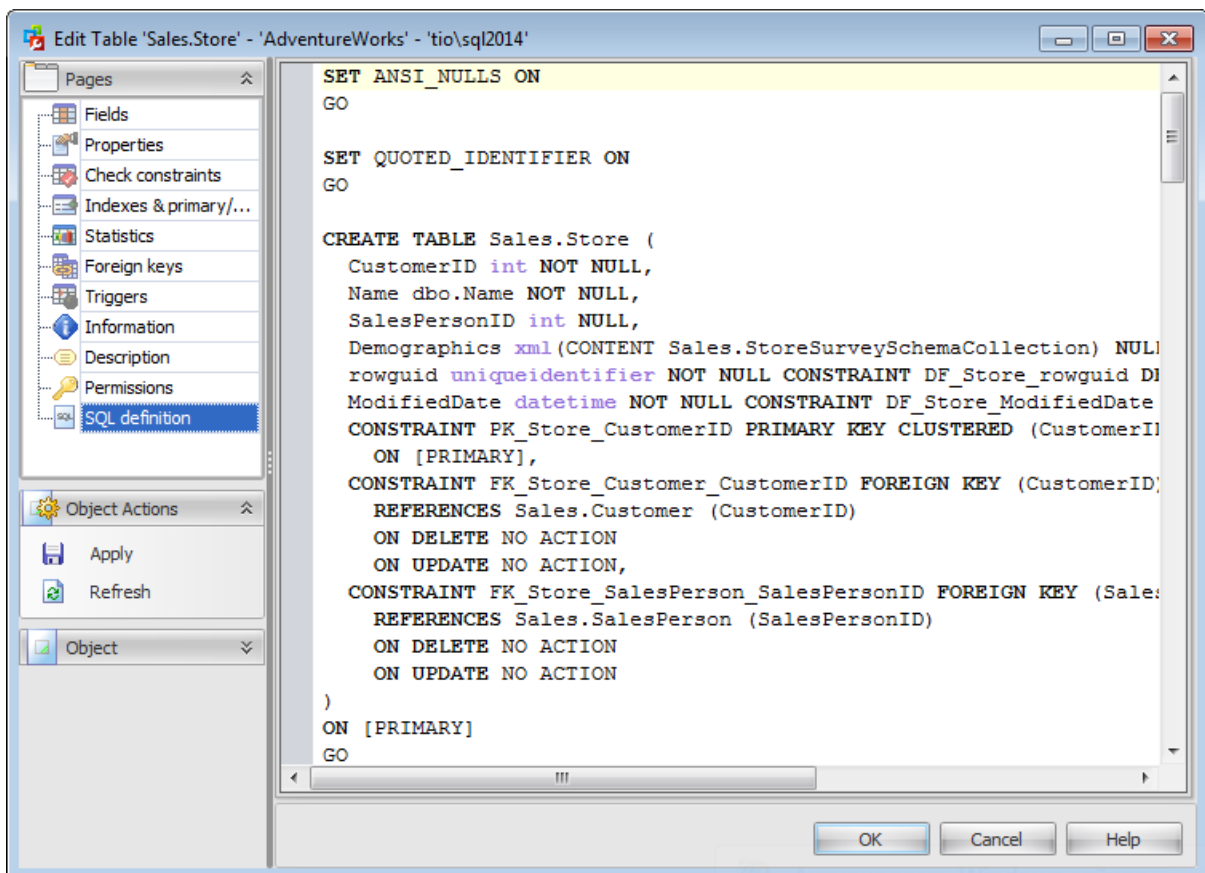 Edit Table 'Sales.Store' - 'AdventureWorks' - 'tio\sql2014'
Pages
Fields
Properties
Check constraints
Indexes & primary/...
Statistics
Foreign keys
Triggers
Information
Description
Permissions
SQL SQL definition
Object Actions
Apply
Refresh
Object
SET ANSI_NULLS ON
GO
SET QUOTED_IDENTIFIER ON
GO
CREATE TABLE Sales.Store (
CustomerID int NOT NULL,
Name dbo.Name NOT NULL,
SalesPersonID int NULL,
Demographics xml(CONTENT Sales.StoreSurveySchemaCollection) NULL
rowguid uniqueidentifier NOT NULL CONSTRAINT DF_Store_rowguid
ModifiedDate datetime NOT NULL CONSTRAINT DF_Store_ModifiedDate
CONSTRAINT PK_Store_CustomerID PRIMARY KEY CLUSTERED (CustomerID
ON [PRIMARY],
CONSTRAINT FK_Store_Customer_CustomerID FOREIGN KEY (CustomerID)
REFERENCES Sales.Customer (CustomerID)
ON DELETE NO ACTION
ON UPDATE NO ACTION,
CONSTRAINT FK_Store_SalesPerson_SalesPersonID FOREIGN KEY (Sales
REFERENCES Sales.SalesPerson (SalesPersonID)
ON DELETE NO ACTION
ON UPDATE NO ACTION
)
ON [PRIMARY]
GO
OK
Cancel
Help